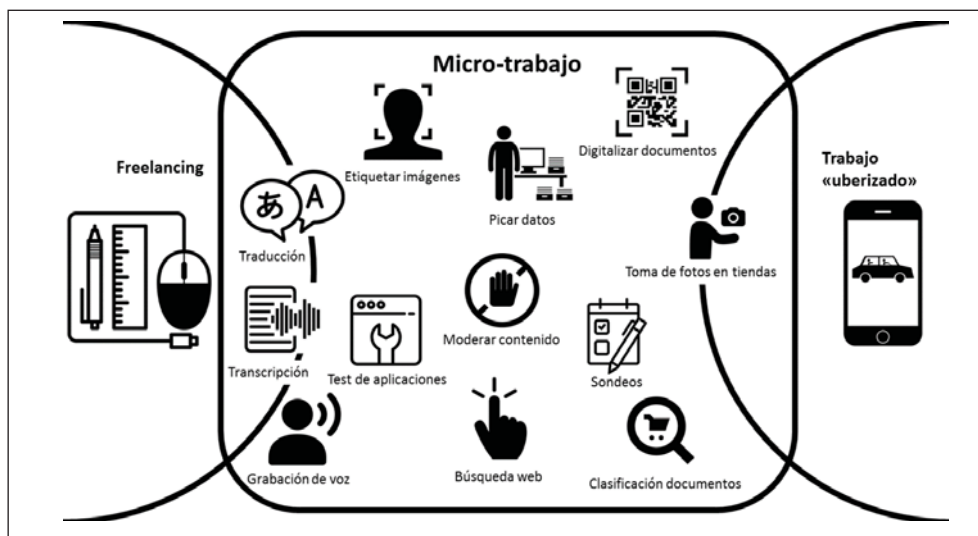 Micro-trabajo
Freelancing
Etiquetar imágenes
Picar datos
Digitalizar documentos
Trabajo
«uberizado»
あ A
Traducción
Toma de fotos en tiendas
Transcripción
Test de aplicaciones
Moderar contenido
Sondeos
Grabación de voz
Búsqueda web
Clasificación documentos